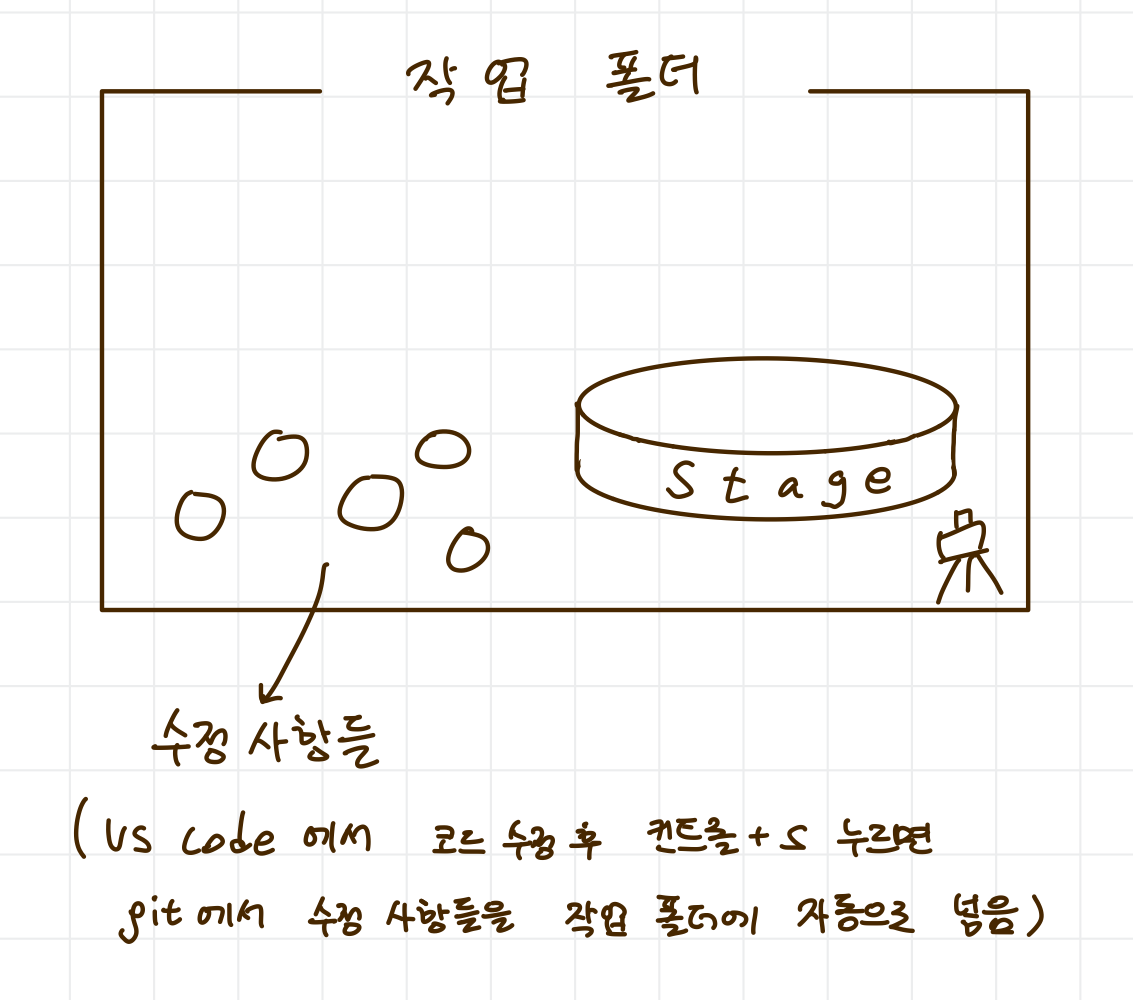 작업 폴더
Stage
수정 사항들
(VS code 에서 코드 수정 후 컨트롤 + S 누르면
git 에서 수정 사항들을 작업 폴더에 자동으로 넣음)